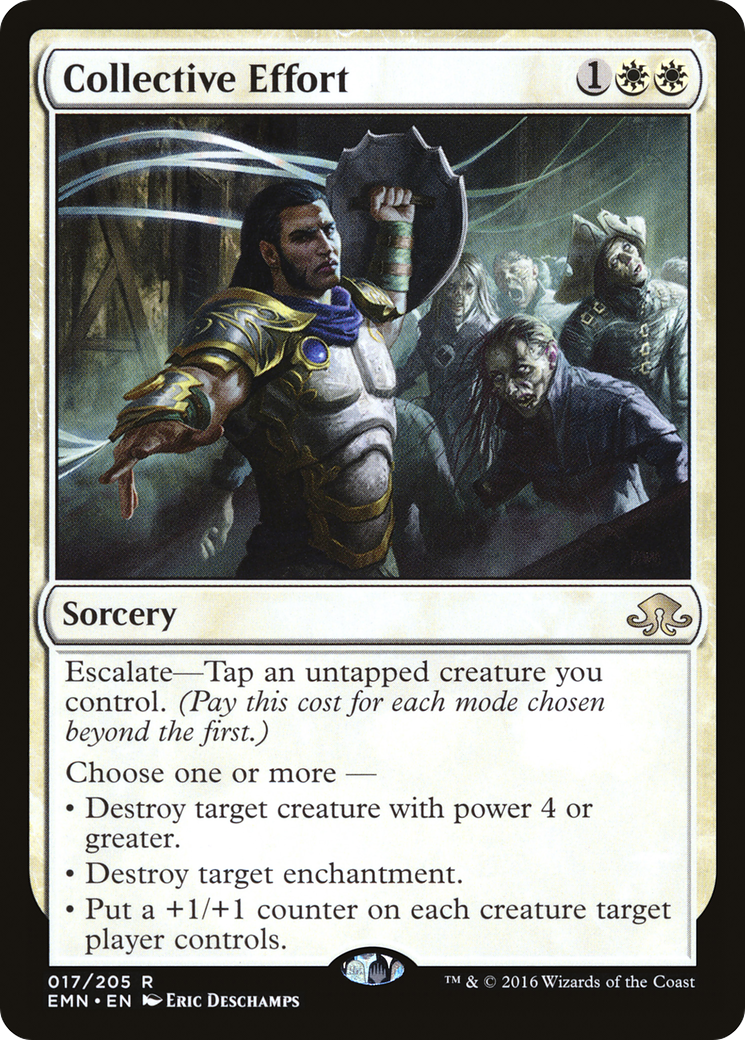 Collective Effort 1
Sorcery
Escalate—Tap an untapped creature you
control. (Pay this cost for each mode chosen
beyond the first.)
Choose one or more —
• Destroy target creature with power 4 or
greater.
• Destroy target enchantment.
• Put a +1/+1 counter on each creature target
player controls.
017/205 R
EMN • EN Eric Deschamps
™ & © 2016 Wizards of the Coast